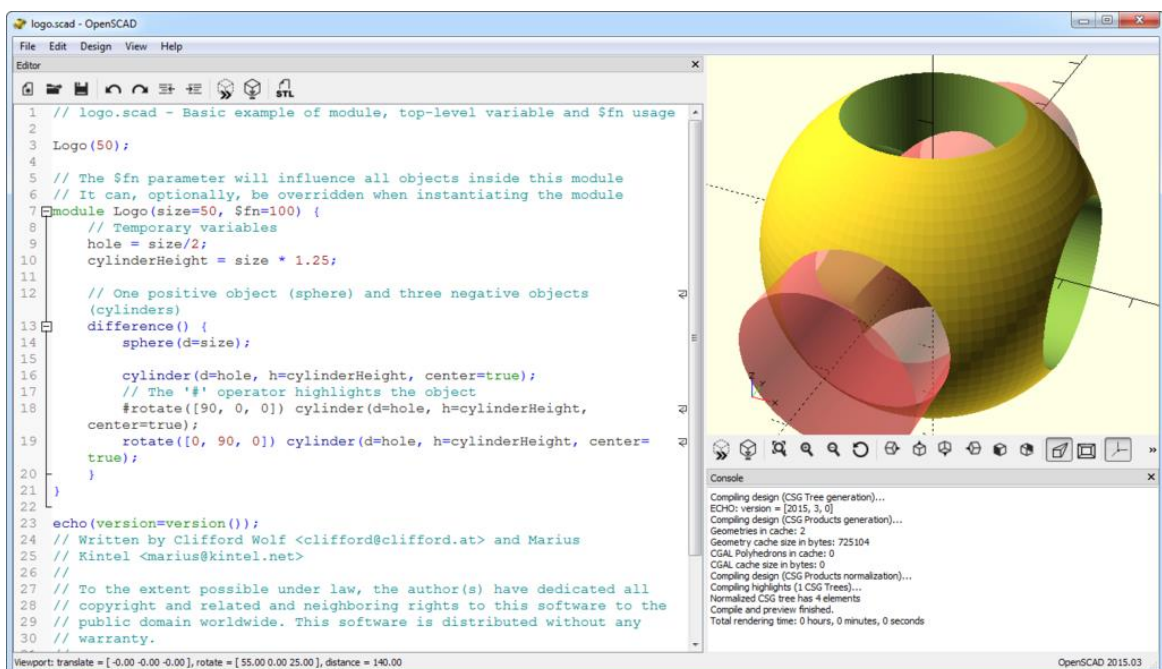 logo.scad - OpenSCAD
File Edit Design View Help
Editor
STL
1 // logo.scad - Basic example of module, top-level variable and $fn usage
2
3 Logo(50);
4
5 // The $fn parameter will influence all objects inside this module
6 // It can, optionally, be overridden when instantiating the module
7 module Logo(size=50, $fn=100) {
8 // Temporary variables
9 hole = size/2;
10 cylinderHeight = size * 1.25;
11
12 // One positive object (sphere) and three negative objects
(cylinders)
13 difference() {
14 sphere(d=size);
15
16 cylinder(d=hole, h=cylinderHeight, center=true);
17 // The '#' operator highlights the object
18 #rotate([90, 0, 0]) cylinder(d=hole, h=cylinderHeight,
center=true);
19 rotate([0, 90, 0]) cylinder(d=hole, h=cylinderHeight, center=
true);
20 }
21 }
22
23 echo(version=version());
24 // Written by Clifford Wolf <clifford@clifford.at> and Marius
25 // Kintel <marius@kintel.net>
26 //
27 // To the extent possible under law, the author(s) have dedicated all
28 // copyright and related and neighboring rights to this software to the
29 // public domain worldwide. This software is distributed without any
30 // warranty.
z
y
x
Console
Compiling design (CSG Tree generation)...
ECHO: version = [2015, 3, 0]
Compiling design (CSG Products generation)...
Geometries in cache: 2
Geometry cache size in bytes: 725104
CGAL Polyhedrons in cache: 0
CGAL cache size in bytes: 0
Compiling design (CSG Products normalization)...
Compiling highlights (1 CSG Trees)...
Normalized CSG tree has 4 elements
Compile and preview finished.
Total rendering time: 0 hours, 0 minutes, 0 seconds
Viewport: translate = [ -0.00 -0.00 -0.00 ], rotate = [ 55.00 0.00 25.00 ], distance = 140.00
OpenSCAD 2015.03